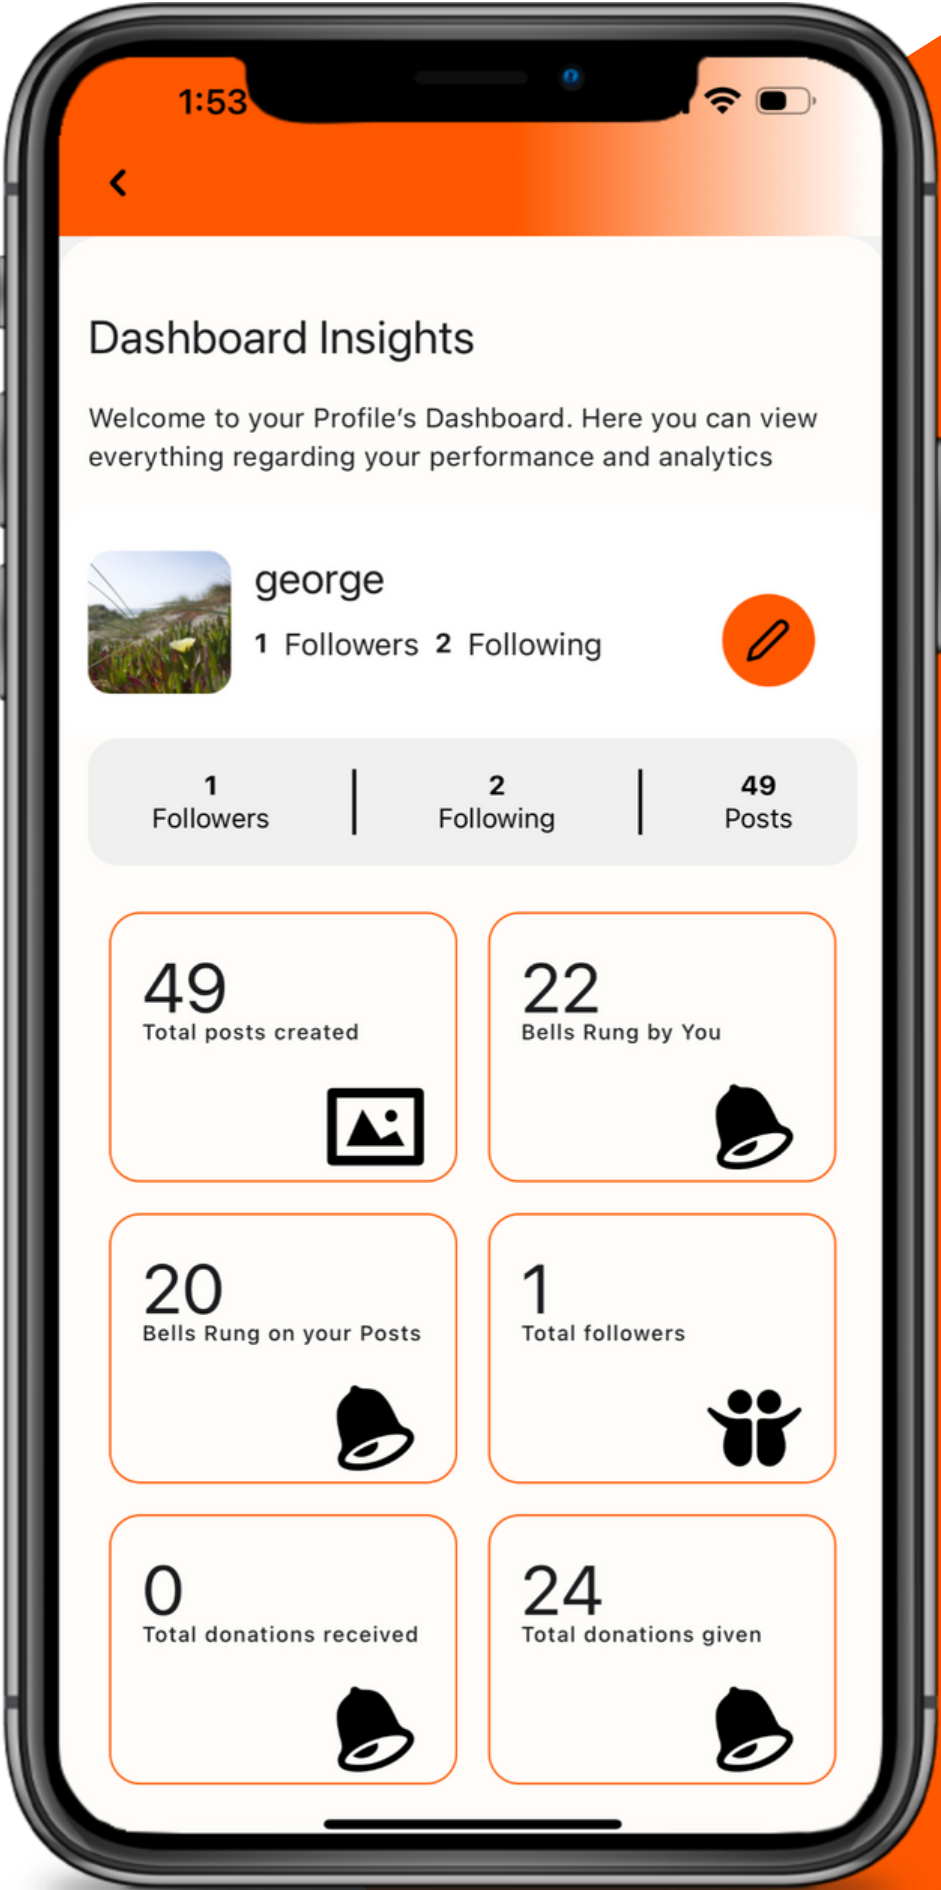 1:53
Dashboard Insights
Welcome to your Profile’s Dashboard. Here you can view
everything regarding your performance and analytics
george
1 Followers 2 Following
1 2 49
Followers Following Posts
49 22
Total posts created Bells Rung by You
20 1
Bells Rung on your Posts Total followers
0 24
Total donations received Total donations given